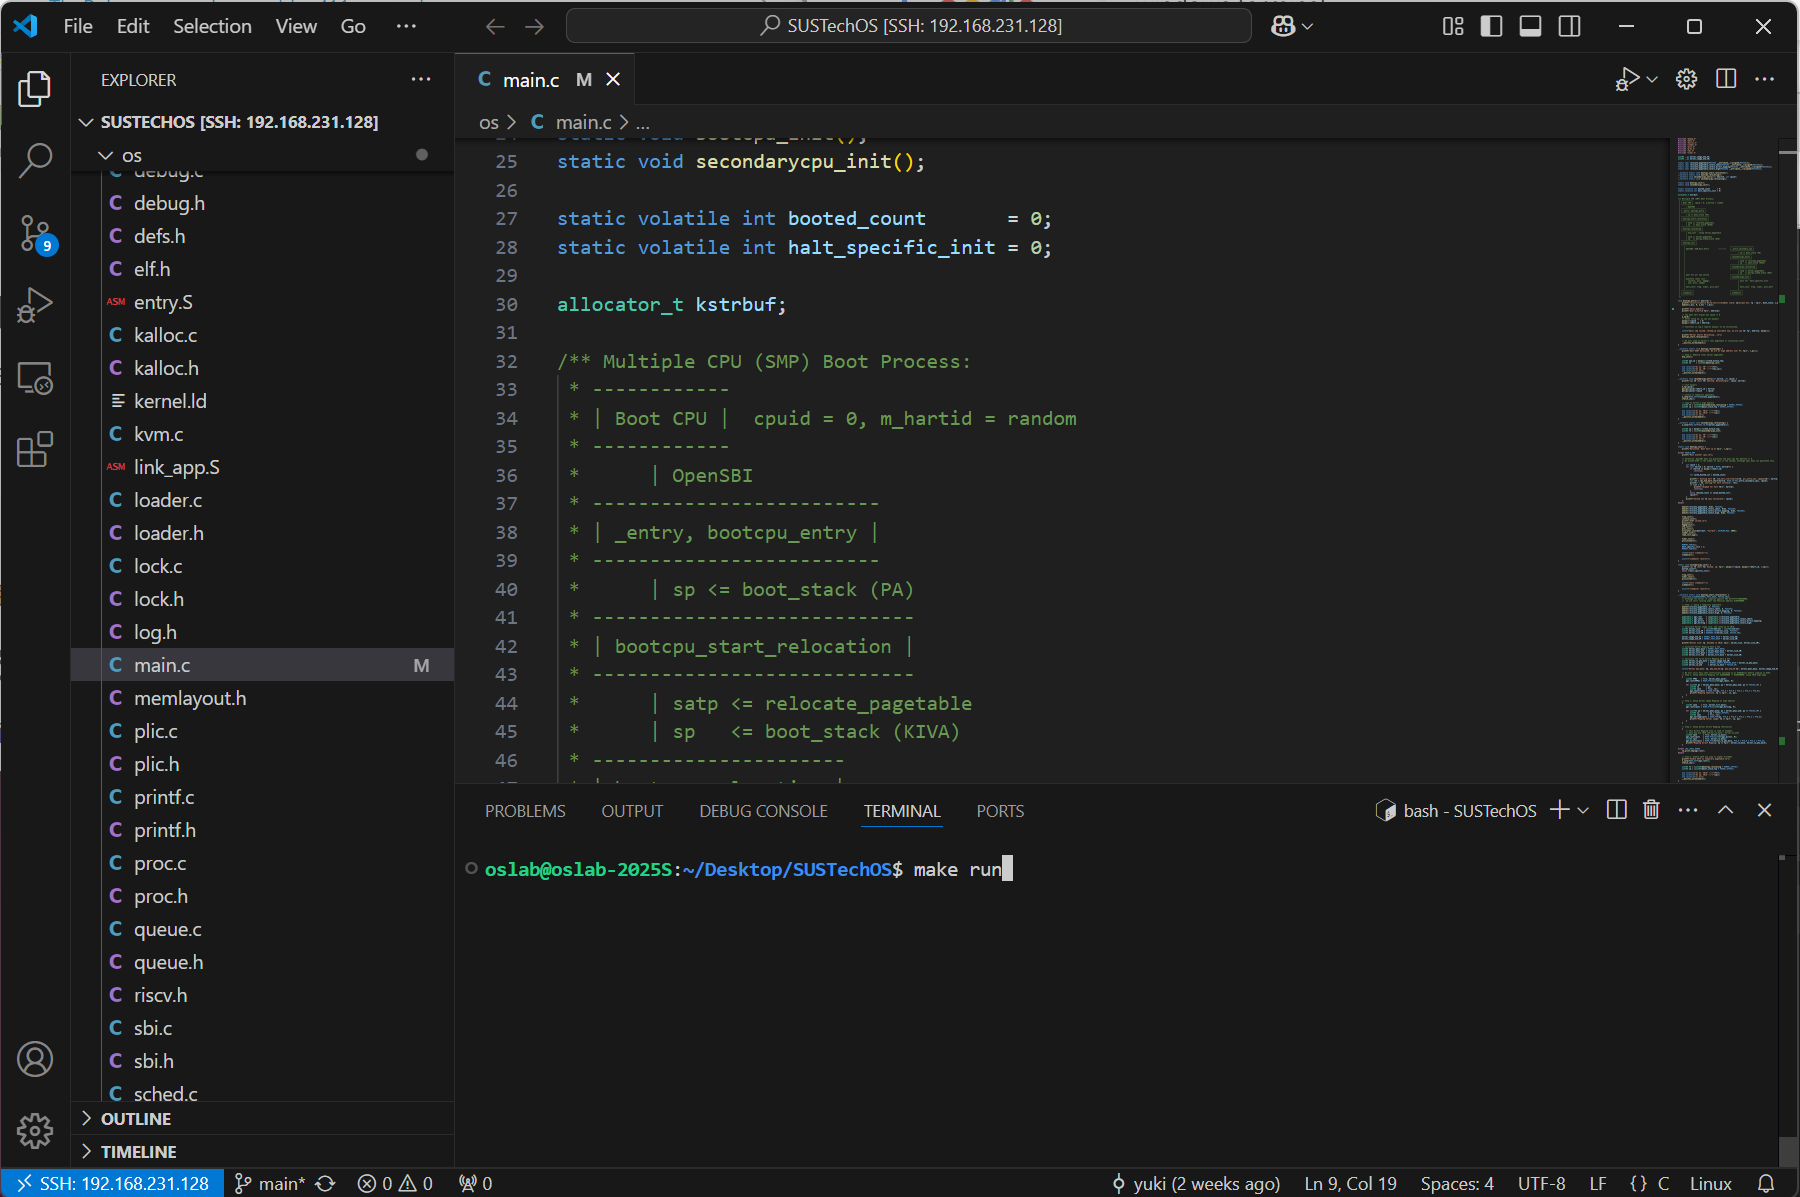 File Edit Selection View Go ··· SUSTechOS [SSH: 192.168.231.128]
EXPLORER ···
SUSTECHOS [SSH: 192.168.231.128]
os
debug.c
C debug.h
C defs.h
C elf.h
ASM entry.S
C kalloc.c
C kalloc.h
kernel.ld
C kvm.c
ASM link_app.S
C loader.c
C loader.h
C lock.c
C lock.h
C log.h
C main.c M
C memlayout.h
C plic.c
C plic.h
C printf.c
C printf.h
C proc.c
C proc.h
C queue.c
C queue.h
C riscv.h
C sbi.c
C sbi.h
C sched.c
OUTLINE
TIMELINE
9
C main.c M
os > C main.c > ...
25 static void secondarycpu_init();
26
27 static volatile int booted_count       = 0;
28 static volatile int halt_specific_init = 0;
29
30 allocator_t kstrbuf;
31
32 /** Multiple CPU (SMP) Boot Process:
33  * ------------
34  * | Boot CPU |  cpuid = 0, m_hartid = random
35  * ------------
36  *      | OpenSBI
37  * -------------------------
38  * | _entry, bootcpu_entry |
39  * -------------------------
40  *      | sp <= boot_stack (PA)
41  * ----------------------------
42  * | bootcpu_start_relocation |
43  * ----------------------------
44  *      | satp <= relocate_pagetable
45  *      | sp   <= boot_stack (KIVA)
46  * ----------------------
PROBLEMS OUTPUT DEBUG CONSOLE TERMINAL PORTS bash - SUSTechOS
oslab@oslab-2025S:~/Desktop/SUSTechOS$ make run
SSH: 192.168.231.128 main* 0 0 0 yuki (2 weeks ago) Ln 9, Col 19 Spaces: 4 UTF-8 LF {} C Linux